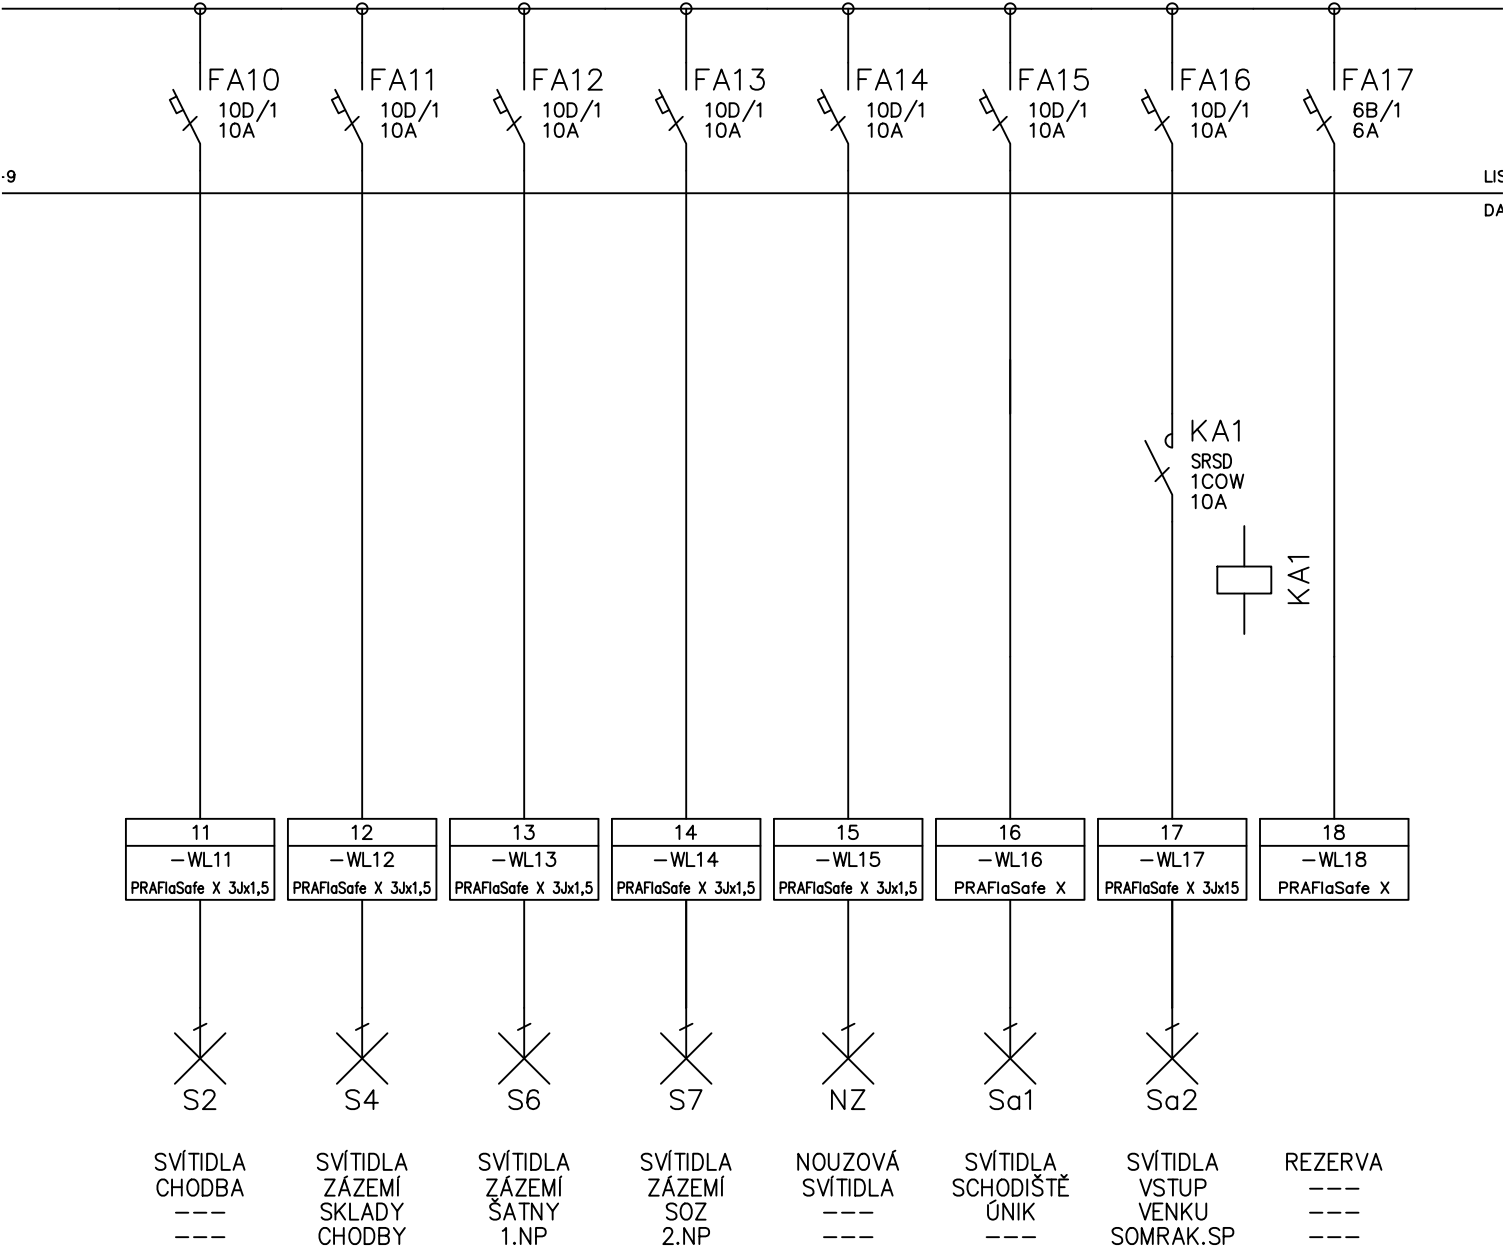 FA10
10D/1
10A
FA11
10D/1
10A
FA12
10D/1
10A
FA13
10D/1
10A
FA14
10D/1
10A
FA15
10D/1
10A
FA16
10D/1
10A
FA17
6B/1
6A
-9
LIS
DA
KA1
SRSD
1COW
10A
KA1
11
-WL11
PRAFlaSafe X 3Jx1,5
12
-WL12
PRAFlaSafe X 3Jx1,5
13
-WL13
PRAFlaSafe X 3Jx1,5
14
-WL14
PRAFlaSafe X 3Jx1,5
15
-WL15
PRAFlaSafe X 3Jx1,5
16
-WL16
PRAFlaSafe X
17
-WL17
PRAFlaSafe X 3Jx15
18
-WL18
PRAFlaSafe X
S2
SVÍTIDLA
CHODBA
---
---
S4
SVÍTIDLA
ZÁZEMÍ
SKLADY
CHODBY
S6
SVÍTIDLA
ZÁZEMÍ
ŠATNY
1.NP
S7
SVÍTIDLA
ZÁZEMÍ
SOZ
2.NP
NZ
NOUZOVÁ
SVÍTIDLA
---
---
Sa1
SVÍTIDLA
SCHODIŠTĚ
ÚNIK
---
Sa2
SVÍTIDLA
VSTUP
VENKU
SOMRAK.SP
REZERVA
---
---
---